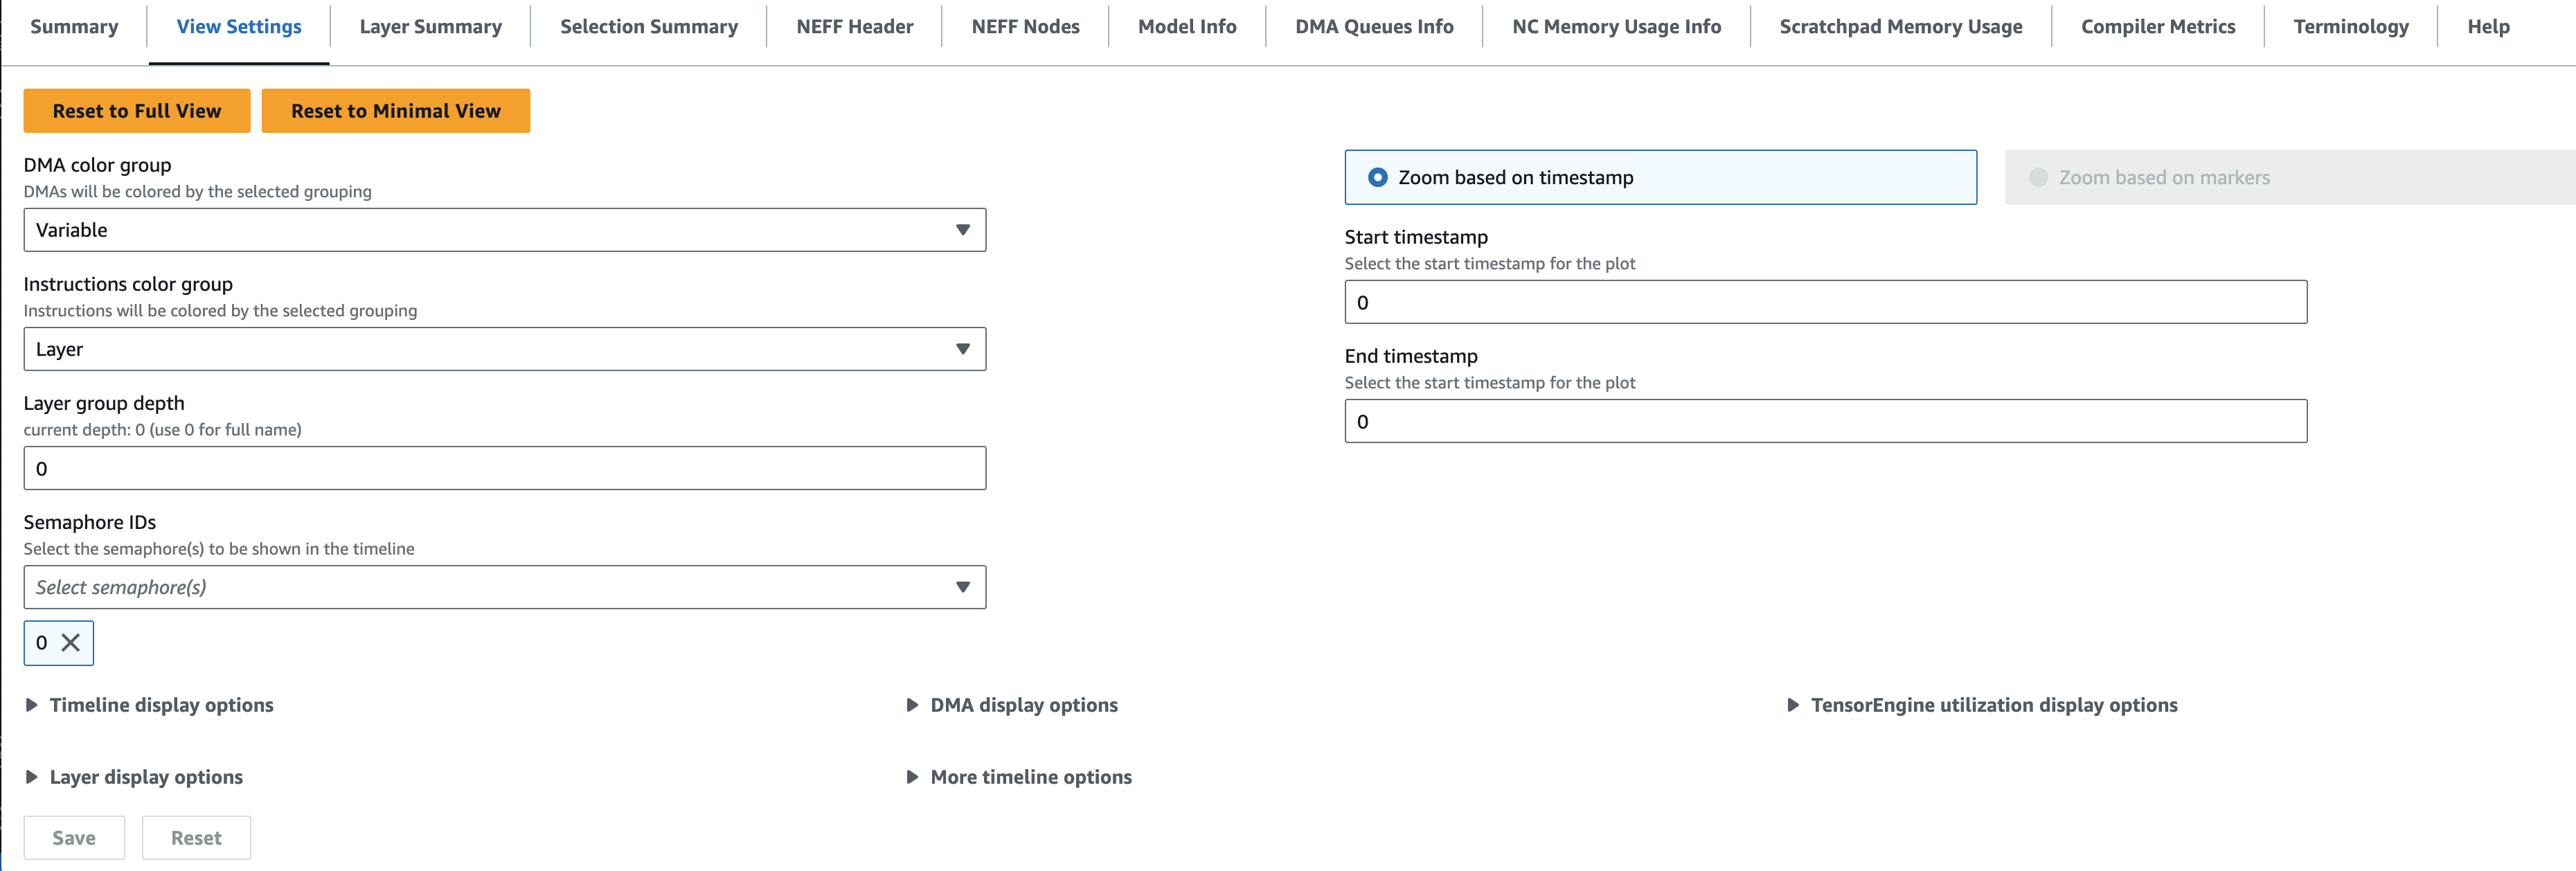 Summary
View Settings
Layer Summary
Selection Summary
NEFF Header
NEFF Nodes
Model Info
DMA Queues Info
NC Memory Usage Info
Scratchpad Memory Usage
Compiler Metrics
Terminology
Help
Reset to Full View
Reset to Minimal View
DMA color group
DMAs will be colored by the selected grouping
Variable
Instructions color group
Instructions will be colored by the selected grouping
Layer
Layer group depth
current depth: 0 (use 0 for full name)
0
Semaphore IDs
Select the semaphore(s) to be shown in the timeline
Select semaphore(s)
0
Zoom based on timestamp
Zoom based on markers
Start timestamp
Select the start timestamp for the plot
0
End timestamp
Select the start timestamp for the plot
0
Timeline display options
DMA display options
TensorEngine utilization display options
Layer display options
More timeline options
Save
Reset